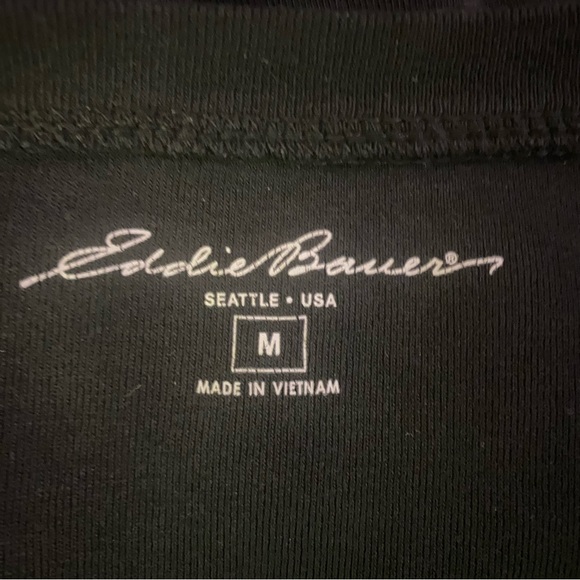 Eddie Bauer®
SEATTLE • USA
M
MADE IN VIETNAM